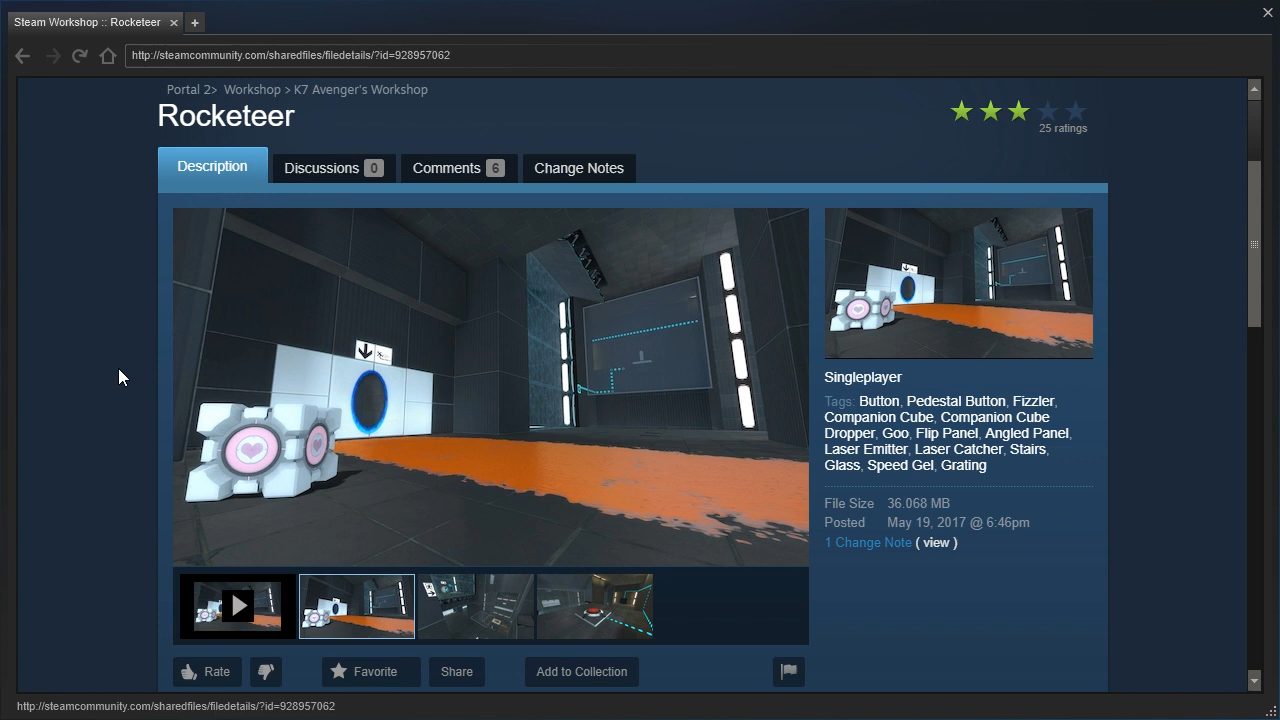 Steam Workshop :: Rocketeer
http://steamcommunity.com/sharedfiles/filedetails/?id=928957062
Portal 2> Workshop > K7 Avenger's Workshop
Rocketeer
25 ratings
Description
Discussions 0
Comments 6
Change Notes
Singleplayer
Tags: Button, Pedestal Button, Fizzler,
Companion Cube, Companion Cube
Dropper, Goo, Flip Panel, Angled Panel,
Laser Emitter, Laser Catcher, Stairs,
Glass, Speed Gel, Grating
File Size 36.068 MB
Posted May 19, 2017 @ 6:46pm
1 Change Note ( view )
Rate
Favorite
Share
Add to Collection
http://steamcommunity.com/sharedfiles/filedetails/?id=928957062